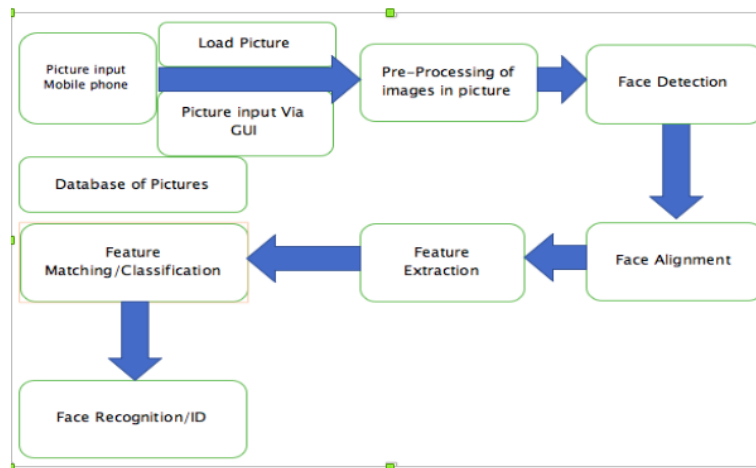 Picture input
Mobile phone
Load Picture
Picture input Via
GUI
Pre-Processing of
images in picture
Face Detection
Database of Pictures
Feature
Matching/Classification
Feature
Extraction
Face Alignment
Face Recognition/ID